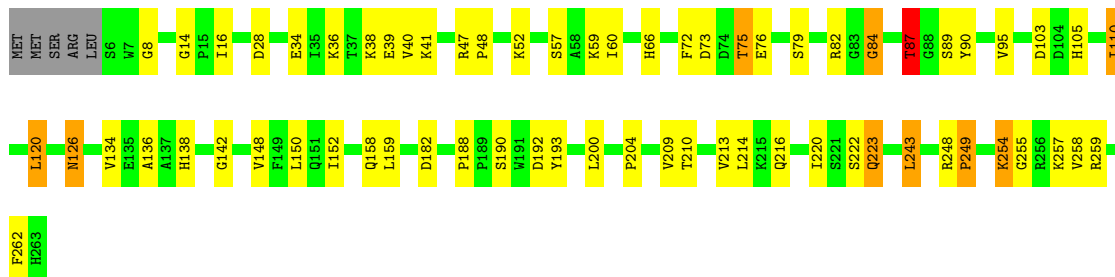 MET MET SER ARG LEU S6 W7 G8 G14 P15 I16 D28 E34 I35 K36 T37 K38 E39 V40 K41 R47 P48 K52 S57 A58 K59 I60 H66 F72 D73 D74 T75 E76 S79 R82 G83 G84 T87 G88 S89 Y90 V95 D103 D104 H105 I110
L120 N126 V134 E135 A136 A137 H138 G142 V148 F149 L150 Q151 I152 Q158 L159 D182 P188 P189 S190 W191 D192 Y193 L200 P204 V209 T210 V213 L214 K215 Q216 I220 S221 S222 Q223 L243 R248 P249 K254 G255 R256 K257 V258 R259
F262 H263